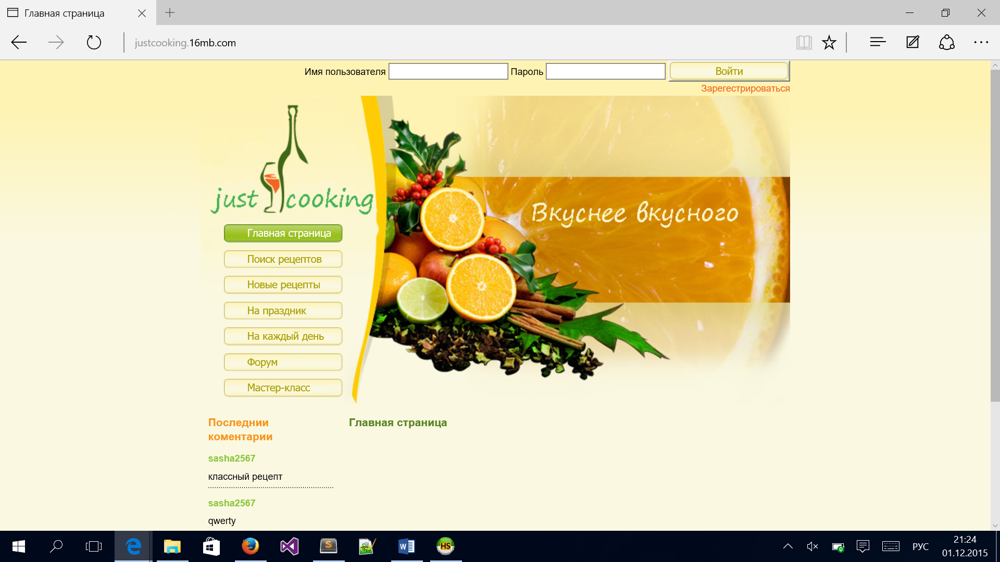 Главная страница
justcooking.16mb.com
Имя пользователя
Пароль
Войти
Зарегестрироваться
just cooking
Вкуснее вкусного
Главная страница
Поиск рецептов
Новые рецепты
На праздник
На каждый день
Форум
Мастер-класс
Последнии
коментарии
sasha2567
классный рецепт
sasha2567
qwerty
Главная страница
S
W
HS
РУС
21:24
01.12.2015